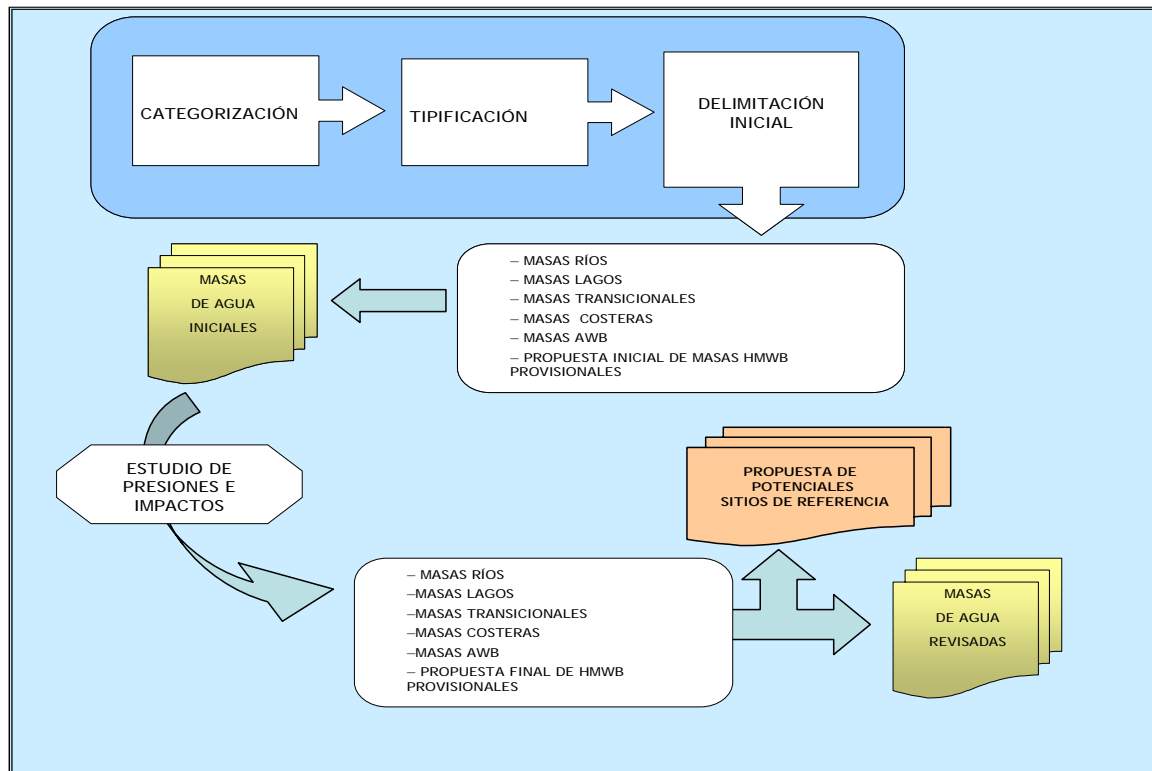 CATEGORIZACIÓN
TIPIFICACIÓN
DELIMITACIÓN
INICIAL
– MASAS RÍOS
– MASAS LAGOS
– MASAS TRANSICIONALES
– MASAS COSTERAS
– MASAS AWB
– PROPUESTA INICIAL DE MASAS HMWB
PROVISIONALES
MASAS
DE AGUA
INICIALES
ESTUDIO DE
PRESIONES E
IMPACTOS
PROPUESTA DE
POTENCIALES
SITIOS DE REFERENCIA
– MASAS RÍOS
–MASAS LAGOS
–MASAS TRANSICIONALES
–MASAS COSTERAS
–MASAS AWB
– PROPUESTA FINAL DE HMWB
PROVISIONALES
MASAS
DE AGUA
REVISADAS